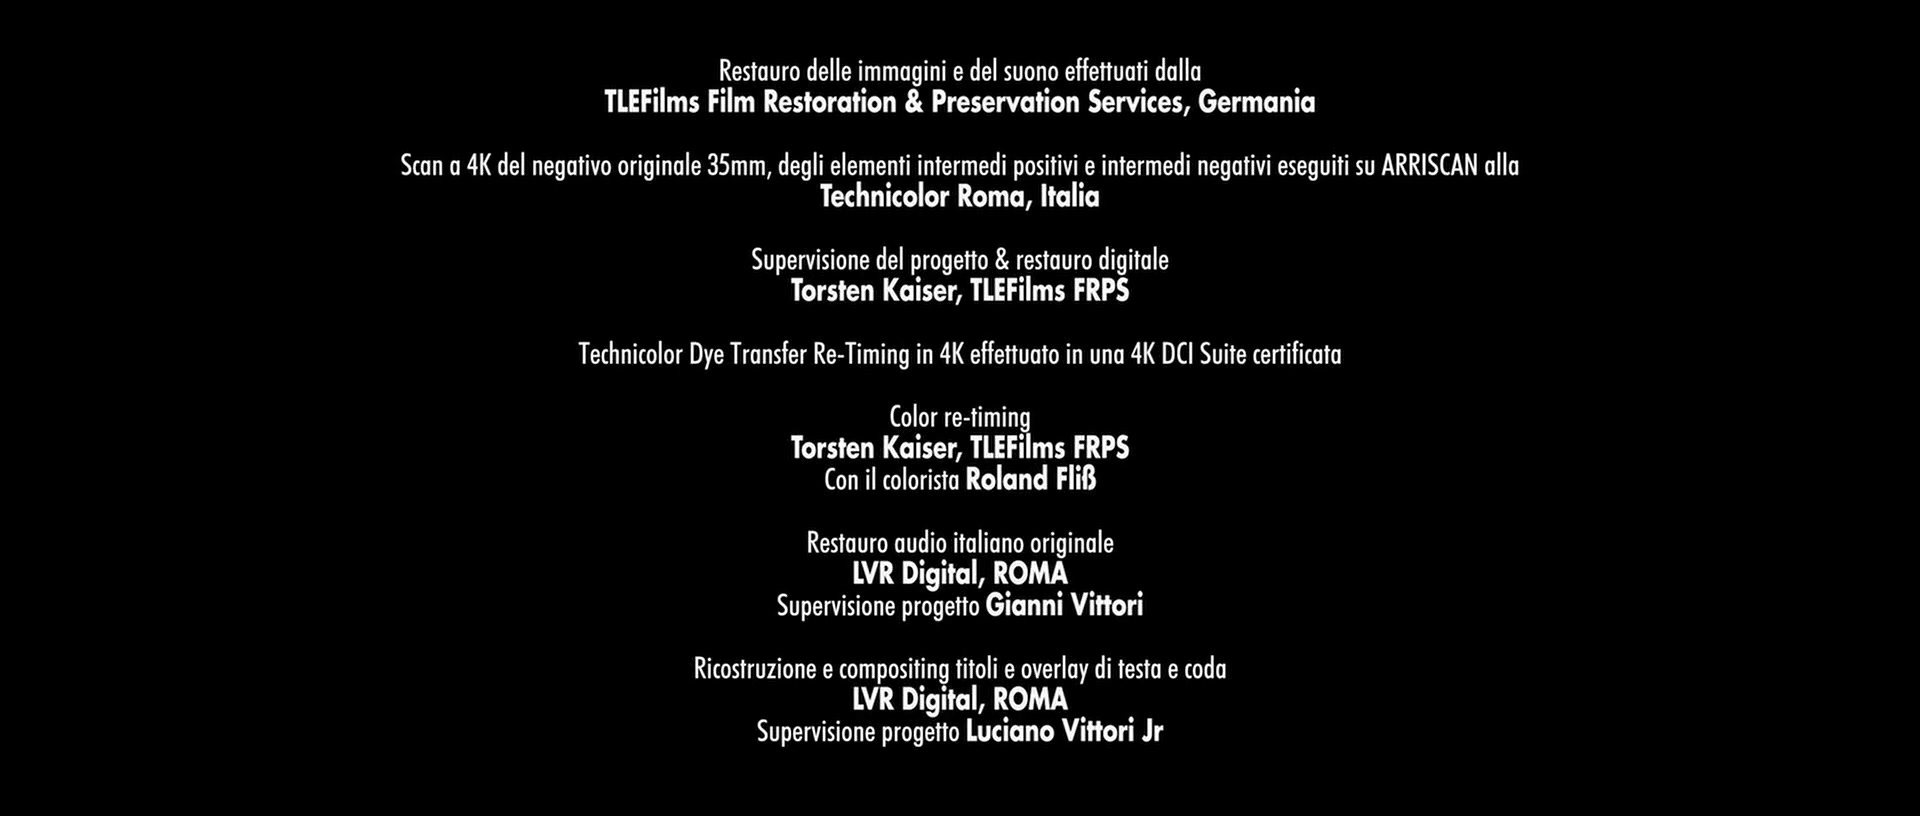 Restauro delle immagini e del suono effettuati dalla
TLEFilms Film Restoration & Preservation Services, Germania
Scan a 4K del negativo originale 35mm, degli elementi intermedi positivi e intermedi negativi eseguiti su ARRISCAN alla
Technicolor Roma, Italia
Supervisione del progetto & restauro digitale
Torsten Kaiser, TLEFilms FRPS
Technicolor Dye Transfer Re-Timing in 4K effettuato in una 4K DCI Suite certificata
Color re-timing
Torsten Kaiser, TLEFilms FRPS
Con il colorista Roland Fliß
Restauro audio italiano originale
LVR Digital, ROMA
Supervisione progetto Gianni Vittori
Ricostruzione e compositing titoli e overlay di testa e coda
LVR Digital, ROMA
Supervisione progetto Luciano Vittori Jr